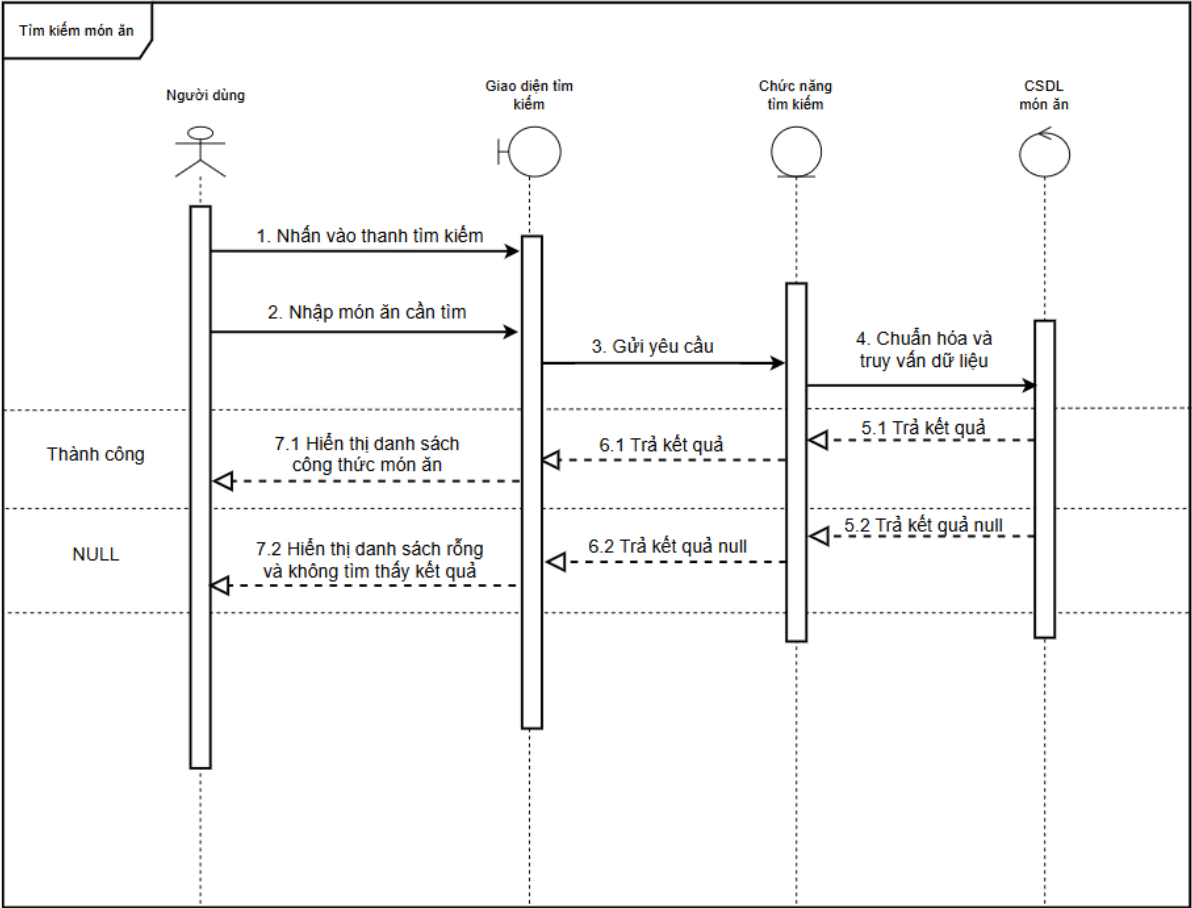 Tìm kiếm món ăn
Người dùng
Giao diện tìm
kiếm
Chức năng
tìm kiếm
CSDL
món ăn
1. Nhấn vào thanh tìm kiếm
2. Nhập món ăn cần tìm
3. Gửi yêu cầu
4. Chuẩn hóa và
truy vấn dữ liệu
Thành công
5.1 Trả kết quả
6.1 Trả kết quả
7.1 Hiển thị danh sách
công thức món ăn
NULL
5.2 Trả kết quả null
6.2 Trả kết quả null
7.2 Hiển thị danh sách rỗng
và không tìm thấy kết quả